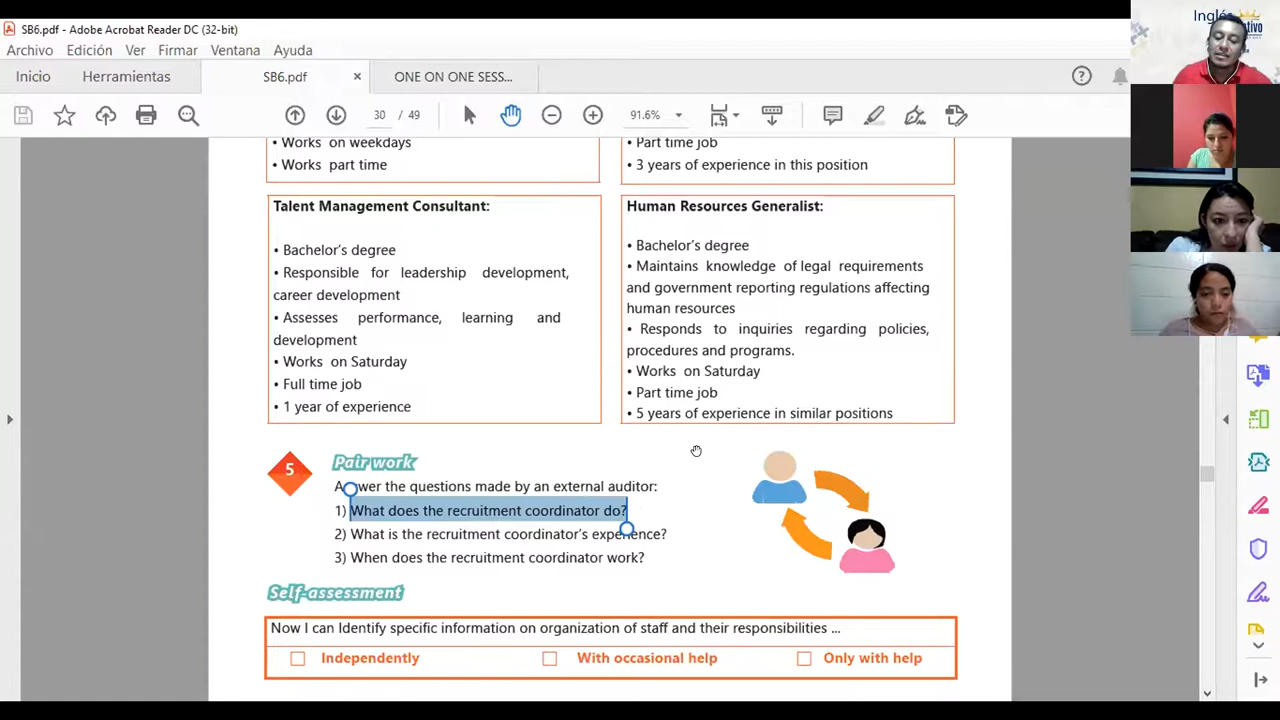 SB6.pdf - Adobe Acrobat Reader DC (32-bit)
Archivo Edición Ver Firmar Ventana Ayuda
Inicio Herramientas SB6.pdf × ONE ON ONE SESS...
30 / 49 91.6%
Inglés
• Works on weekdays
• Works part time
• Part time job
• 3 years of experience in this position
Talent Management Consultant:
• Bachelor's degree
• Responsible for leadership development,
career development
• Assesses performance, learning and
development
• Works on Saturday
• Full time job
• 1 year of experience
Human Resources Generalist:
• Bachelor's degree
• Maintains knowledge of legal requirements
and government reporting regulations affecting
human resources
• Responds to inquiries regarding policies,
procedures and programs.
• Works on Saturday
• Part time job
• 5 years of experience in similar positions
5 Pair work
Answer the questions made by an external auditor:
1) What does the recruitment coordinator do?
2) What is the recruitment coordinator's experience?
3) When does the recruitment coordinator work?
Self-assessment
Now I can Identify specific information on organization of staff and their responsibilities ...
Independently With occasional help Only with help